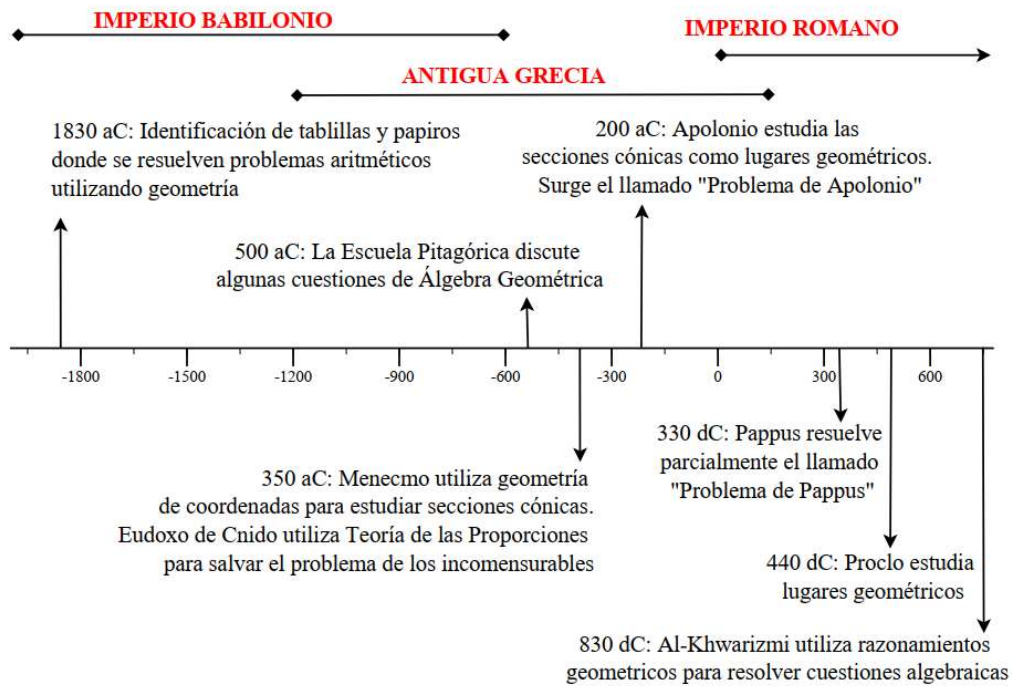 IMPERIO BABILONIO
IMPERIO ROMANO
ANTIGUA GRECIA
1830 aC: Identificación de tablillas y papiros
donde se resuelven problemas aritméticos
utilizando geometría
200 aC: Apolonio estudia las
secciones cónicas como lugares geométricos.
Surge el llamado "Problema de Apolonio"
500 aC: La Escuela Pitagórica discute
algunas cuestiones de Álgebra Geométrica
-1800 -1500 -1200 -900 -600 -300 0 300 600
330 dC: Pappus resuelve
parcialmente el llamado
"Problema de Pappus"
350 aC: Menecmo utiliza geometría
de coordenadas para estudiar secciones cónicas.
Eudoxo de Cnido utiliza Teoría de las Proporciones
para salvar el problema de los incomensurables
440 dC: Proclo estudia
lugares geométricos
830 dC: Al-Khwarizmi utiliza razonamientos
geometricos para resolver cuestiones algebraicas